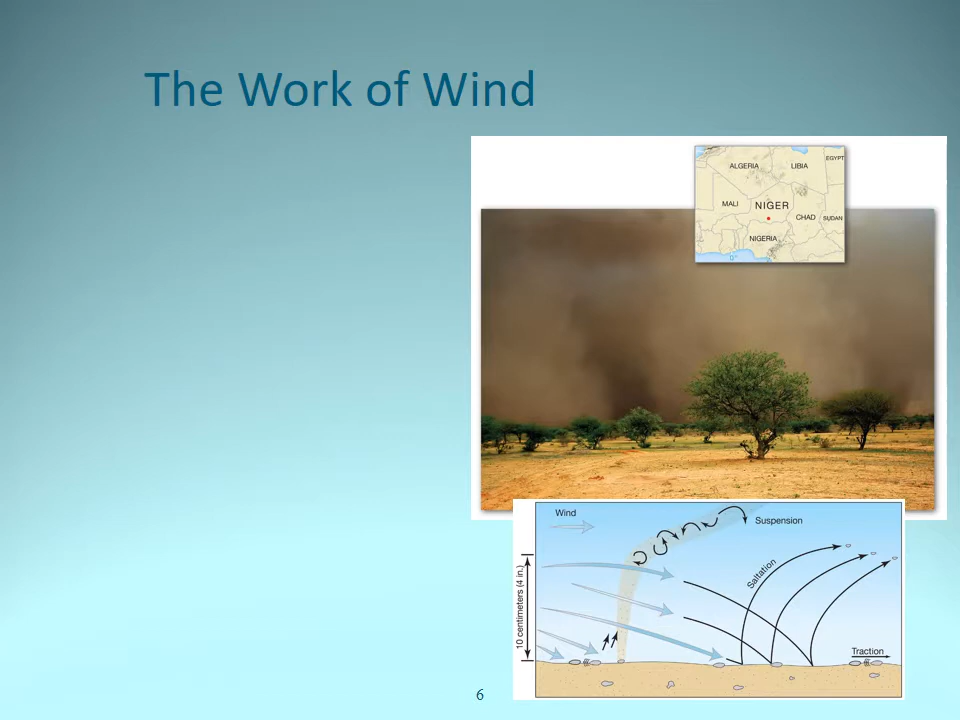 The Work of Wind
ALGERIA
LIBIA
EGYPT
MALI
NIGER
CHAD
SUDAN
NIGERIA
Wind
Suspension
Saltation
10 centimeters (4 in.)
Traction
6